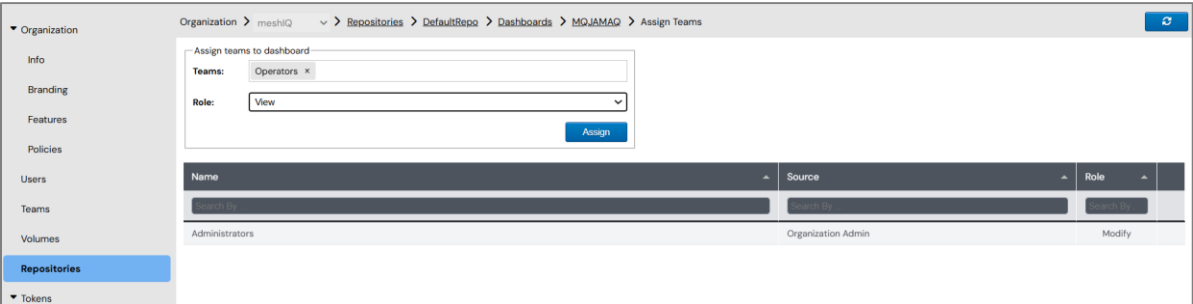 Organization > meshIQ > Repositories > DefaultRepo > Dashboards > MQJAMAQ > Assign Teams
Organization
Info
Branding
Features
Policies
Users
Teams
Volumes
Repositories
Tokens
Assign teams to dashboard
Teams: Operators ×
Role: View
Assign
Name Source Role
Search By Search By Search By
Administrators Organization Admin Modify